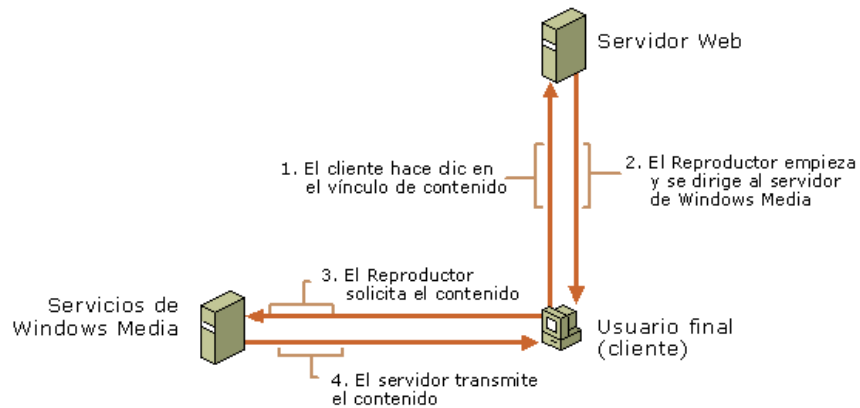 Servidor Web
1. El cliente hace clic en
el vínculo de contenido
2. El Reproductor empieza
y se dirige al servidor
de Windows Media
3. El Reproductor
solicita el contenido
Servicios de
Windows Media
Usuario final
(cliente)
4. El servidor transmite
el contenido